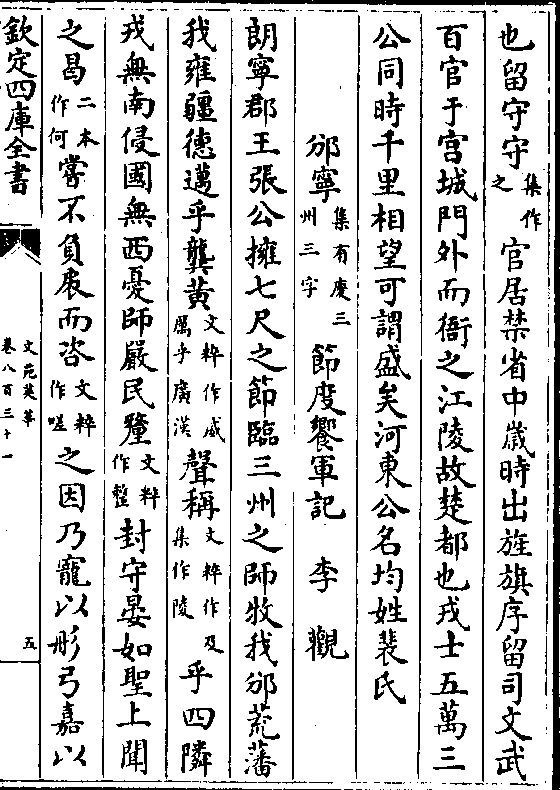 也留守守集作之官居禁省中歲時出旌旗序留司文武
百官于宮城門外而衙之江陵故楚都也戎士五萬三
公同時千里相望可謂盛矣河東公名均姓裴氏
邠寧集有慶三州三字節度饗軍記　李觀
朗寧郡王張公擁七尺之節臨三州之師牧我邠荒藩
我雍疆德邁乎龔黃文粹作威厲乎廣漢聲稱文粹作及集作陵乎四隣
戎無南侵國無西憂師嚴民釐文粹作整封守晏如聖上聞
之曷二本作何嘗不負扆而咨文粹作嗟之因乃寵以彤弓嘉以
欽定四庫全書
文苑英華
卷八百三十一
五